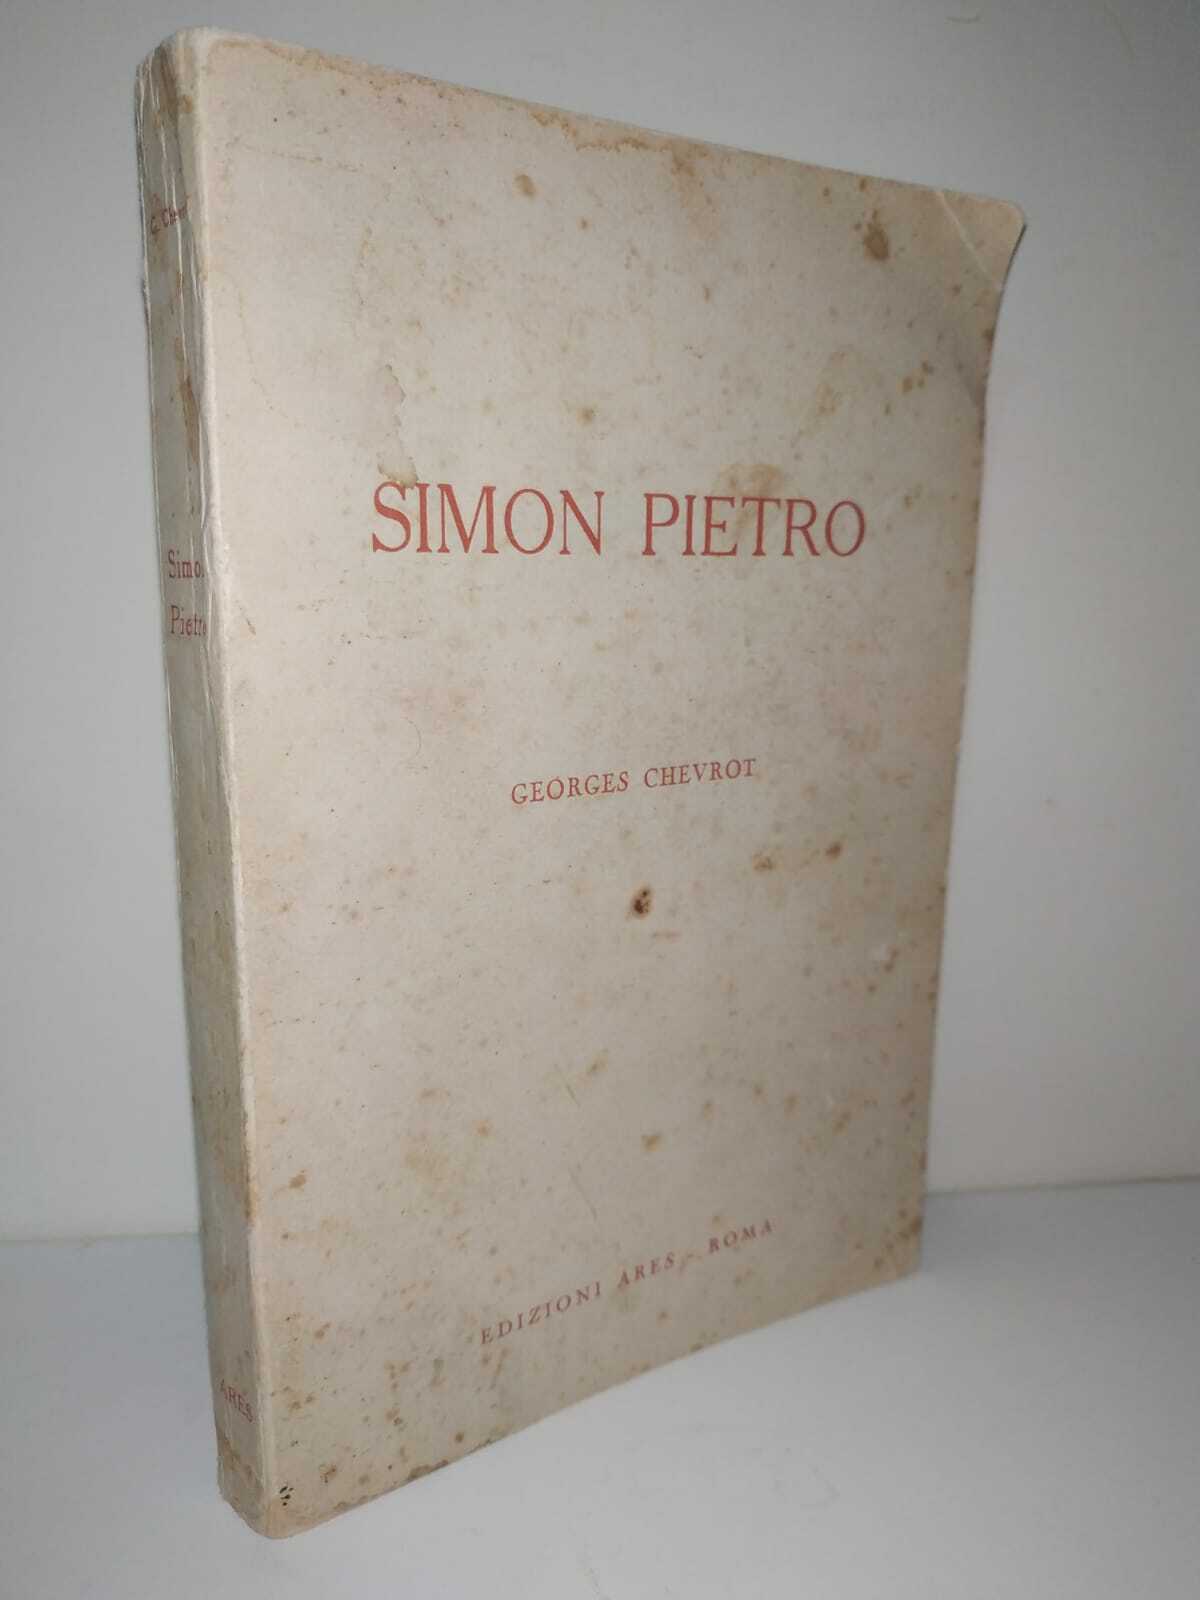 SIMON PIETRO
GEORGES CHEVROT
EDIZIONI ARES - ROMA
Simon
Pietro
ARES